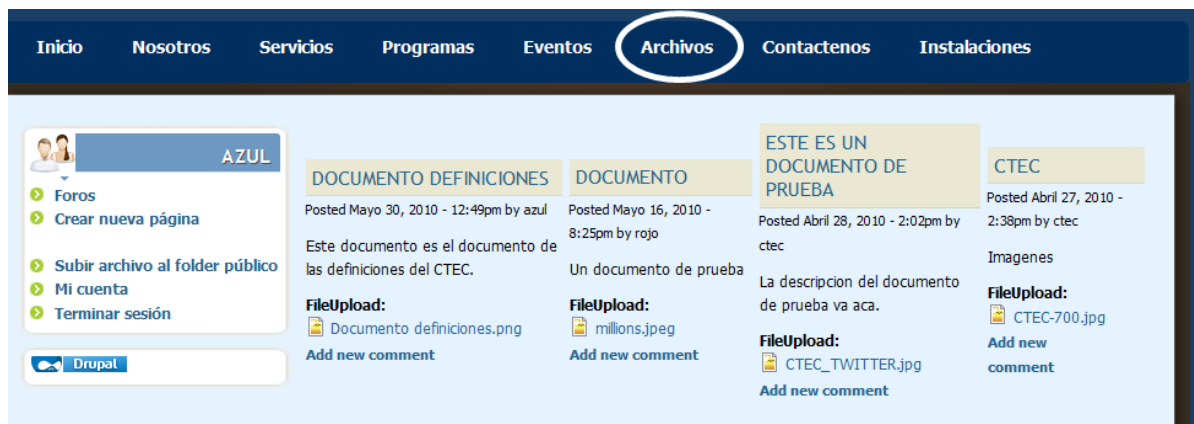 Inicio Nosotros Servicios Programas Eventos Archivos Contactenos Instalaciones
AZUL
Foros
Crear nueva página
Subir archivo al folder público
Mi cuenta
Terminar sesión
Drupal
DOCUMENTO DEFINICIONES
Posted Mayo 30, 2010 - 12:49pm by azul
Este documento es el documento de
las definiciones del CTEC.
FileUpload:
Documento definiciones.png
Add new comment
DOCUMENTO
Posted Mayo 16, 2010 -
8:25pm by rojo
Un documento de prueba
FileUpload:
millions.jpeg
Add new comment
ESTE ES UN
DOCUMENTO DE
PRUEBA
Posted Abril 28, 2010 - 2:02pm by
ctec
La descripcion del documento
de prueba va aca.
FileUpload:
CTEC_TWITTER.jpg
Add new comment
CTEC
Posted Abril 27, 2010 -
2:38pm by ctec
Imagenes
FileUpload:
CTEC-700.jpg
Add new
comment